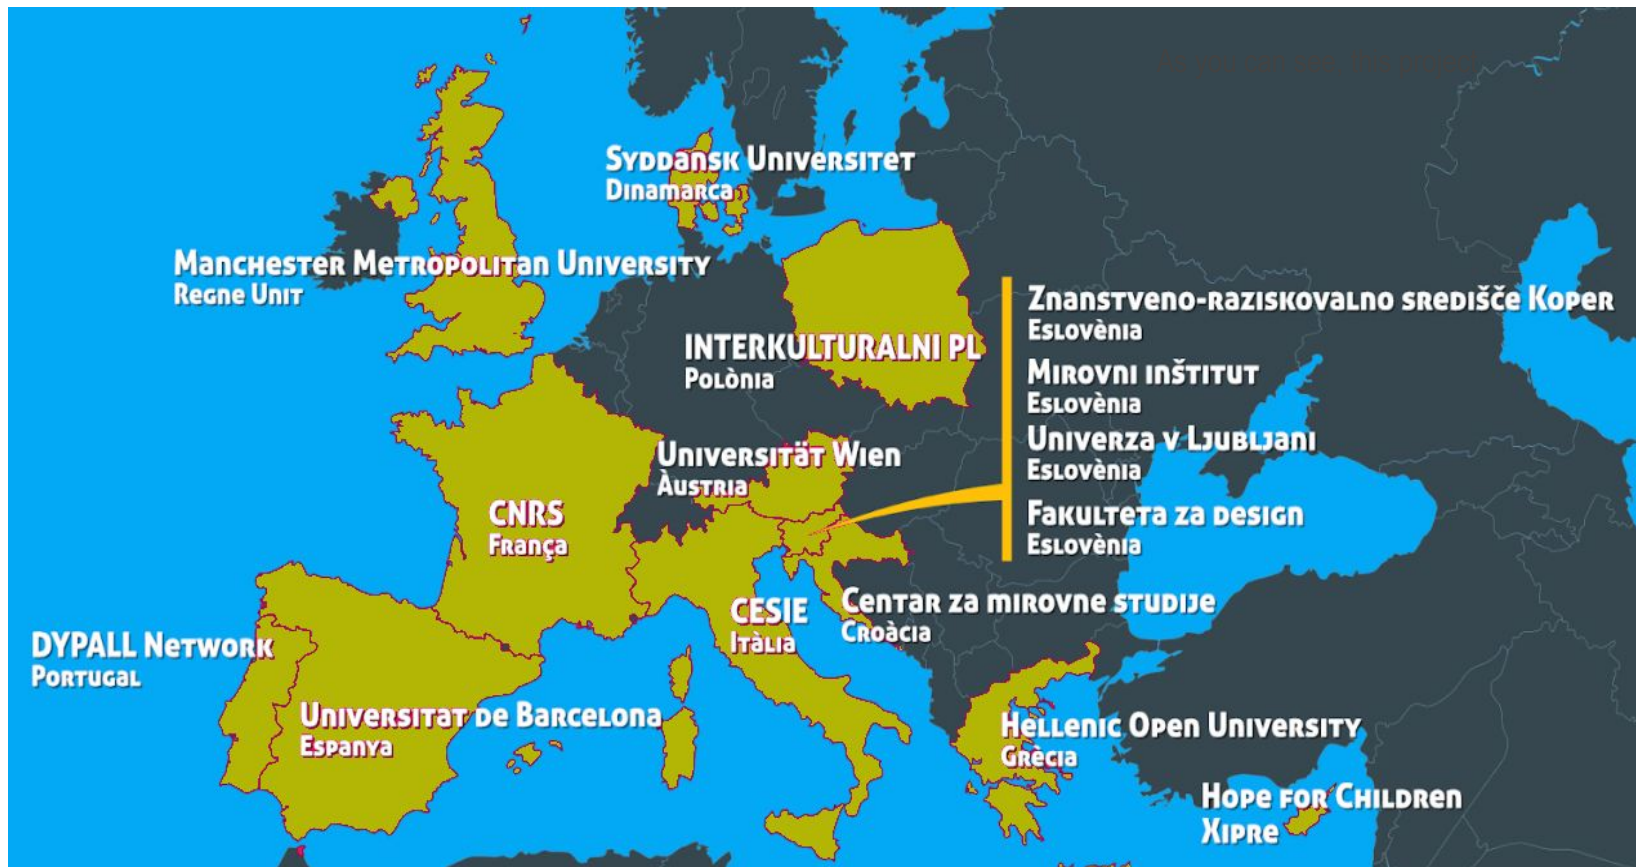 Syddansk Universitet
Dinamarca
Manchester Metropolitan University
Regne Unit
Znanstveno-raziskovalno središče Koper
Eslovènia
INTERKULTURALNI PL
Polònia
Mirovni inštitut
Eslovènia
Univerza v Ljubljani
Eslovènia
Universität Wien
Àustria
Fakulteta za design
Eslovènia
CNRS
França
CESIE
Itàlia
Centar za mirovne studije
Croàcia
DYPALL Network
Portugal
Universitat de Barcelona
Espanya
Hellenic Open University
Grècia
Hope for Children
Xipre